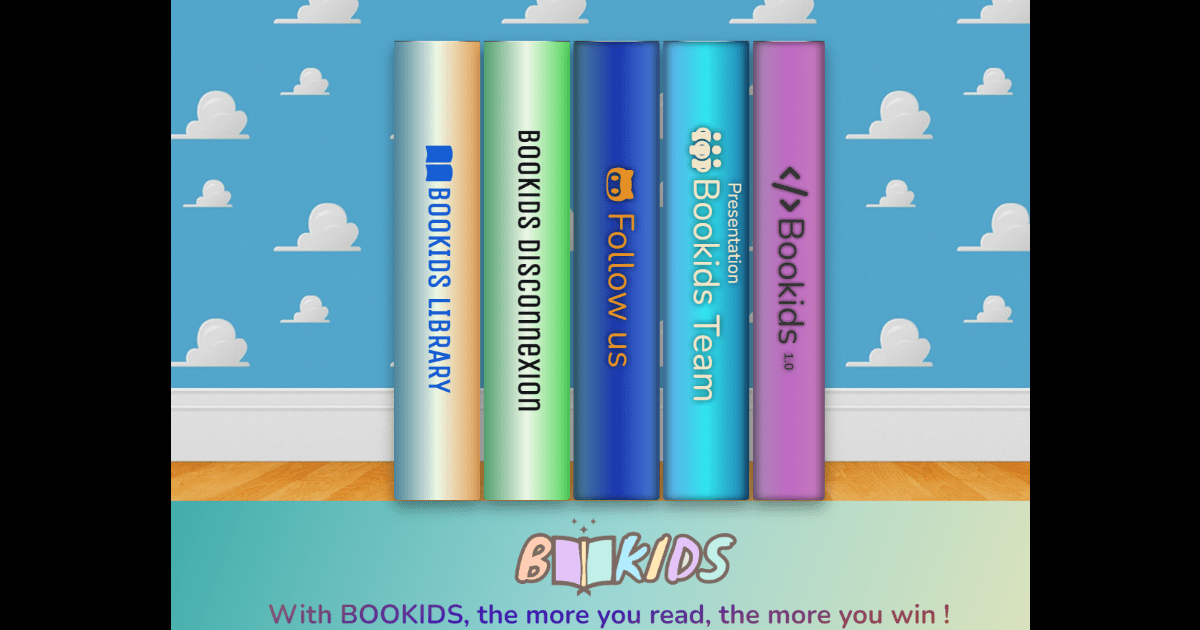 BOOKIDS LIBRARY
BOOKIDS DISCONNEXION
Follow us
Presentation
Bookids Team
</>Bookids 1.0
BOOKIDS
With BOOKIDS, the more you read, the more you win !